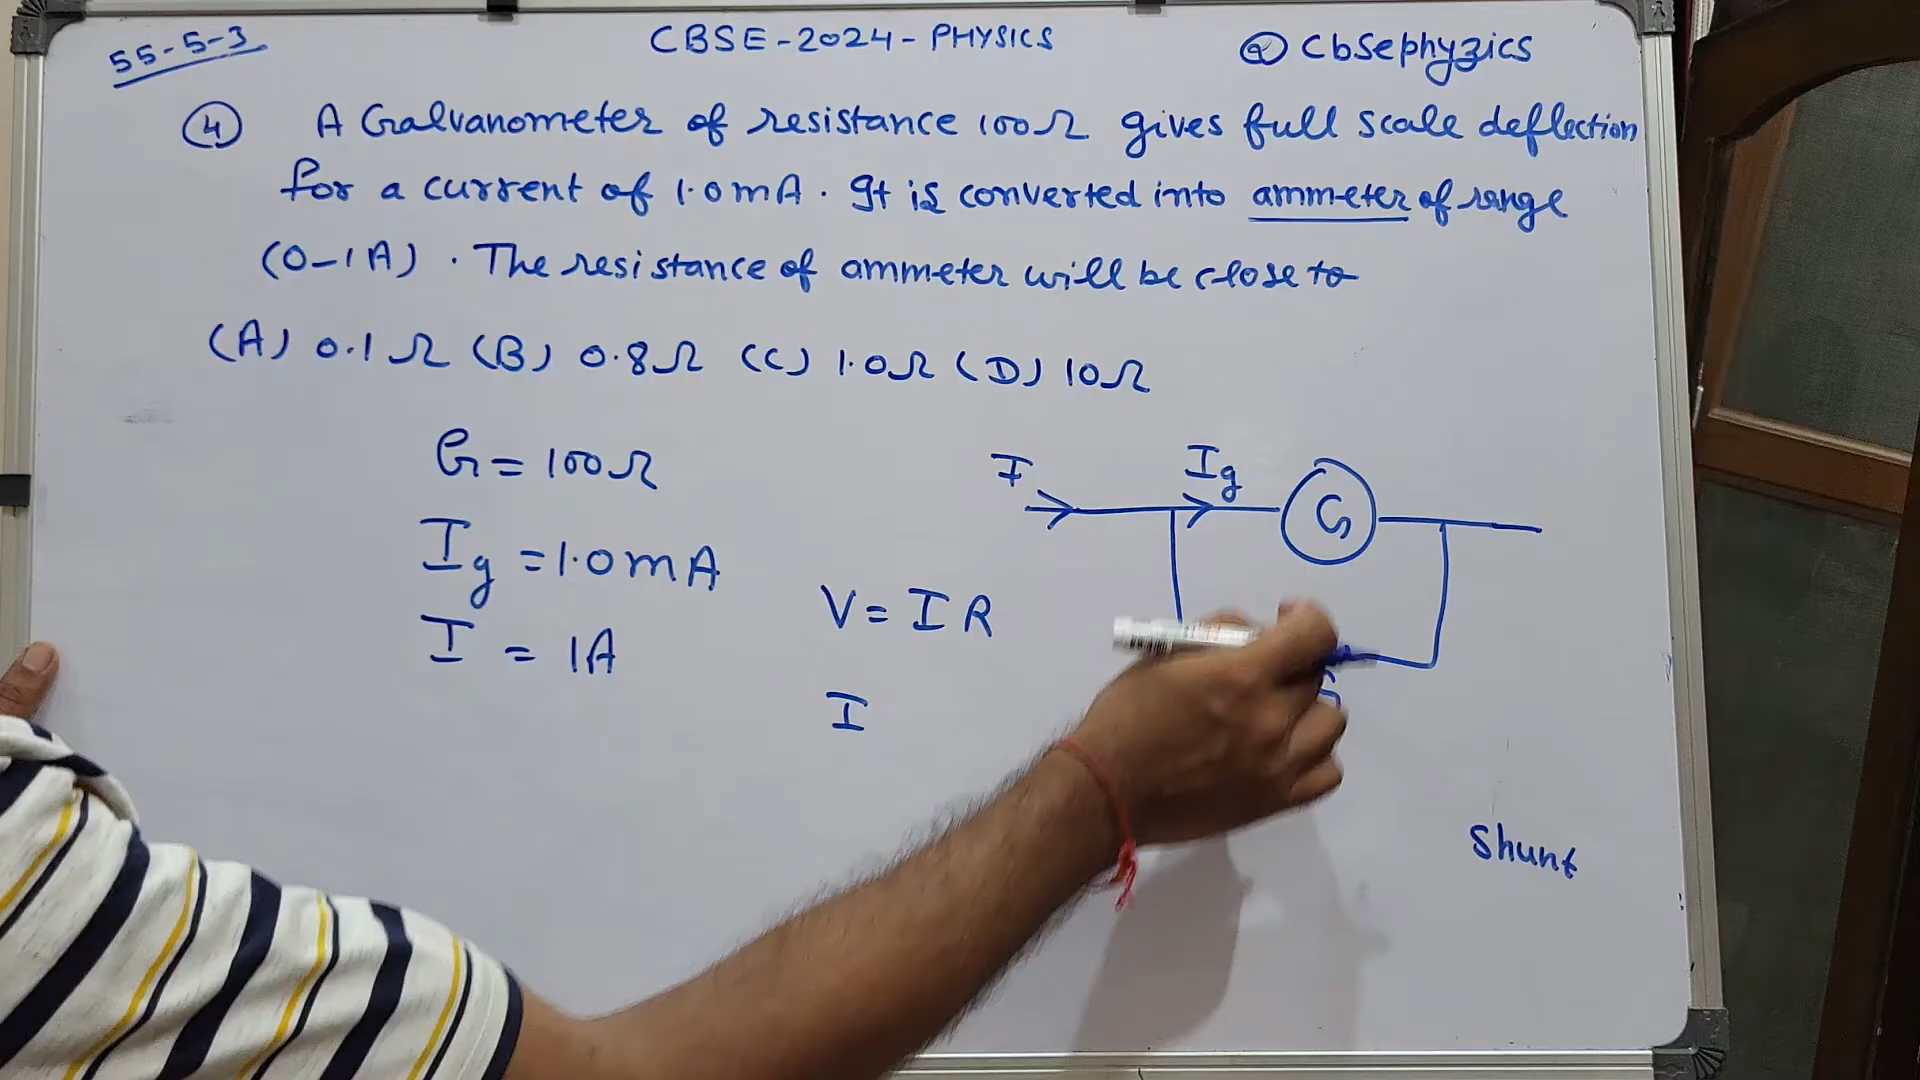 55-5-3
CBSE-2024-PHYSICS
@cbsephyzics
(4) A Galvanometer of resistance 100Ω gives full scale deflection
for a current of 1.0mA. It is converted into ammeter of range
(0-1A). The resistance of ammeter will be close to
(A) 0.1Ω (B) 0.8Ω (C) 1.0Ω (D) 10Ω
G = 100Ω
Ig = 1.0mA
I = 1A
V = IR
I
I
Ig
G
Shunt